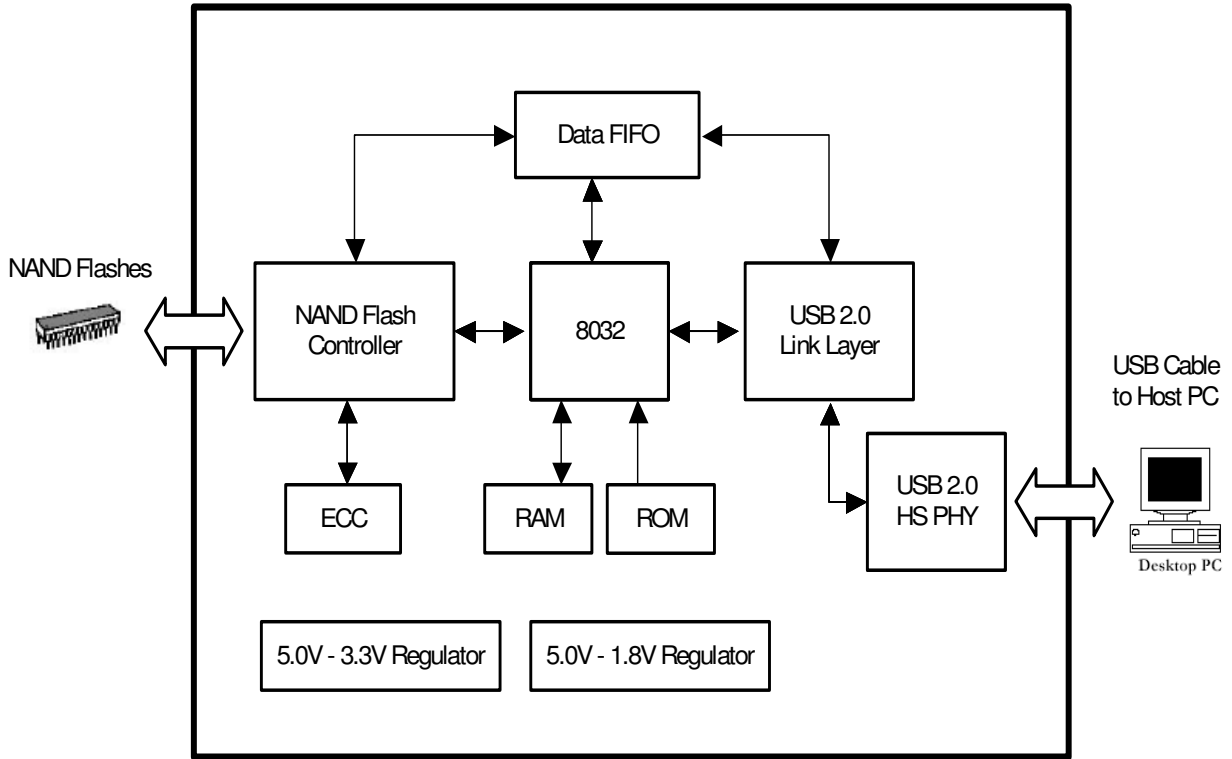 Data FIFO
NAND Flashes
NAND Flash
Controller
8032
USB 2.0
Link Layer
USB Cable
to Host PC
ECC
RAM
ROM
USB 2.0
HS PHY
Desktop PC
5.0V - 3.3V Regulator
5.0V - 1.8V Regulator